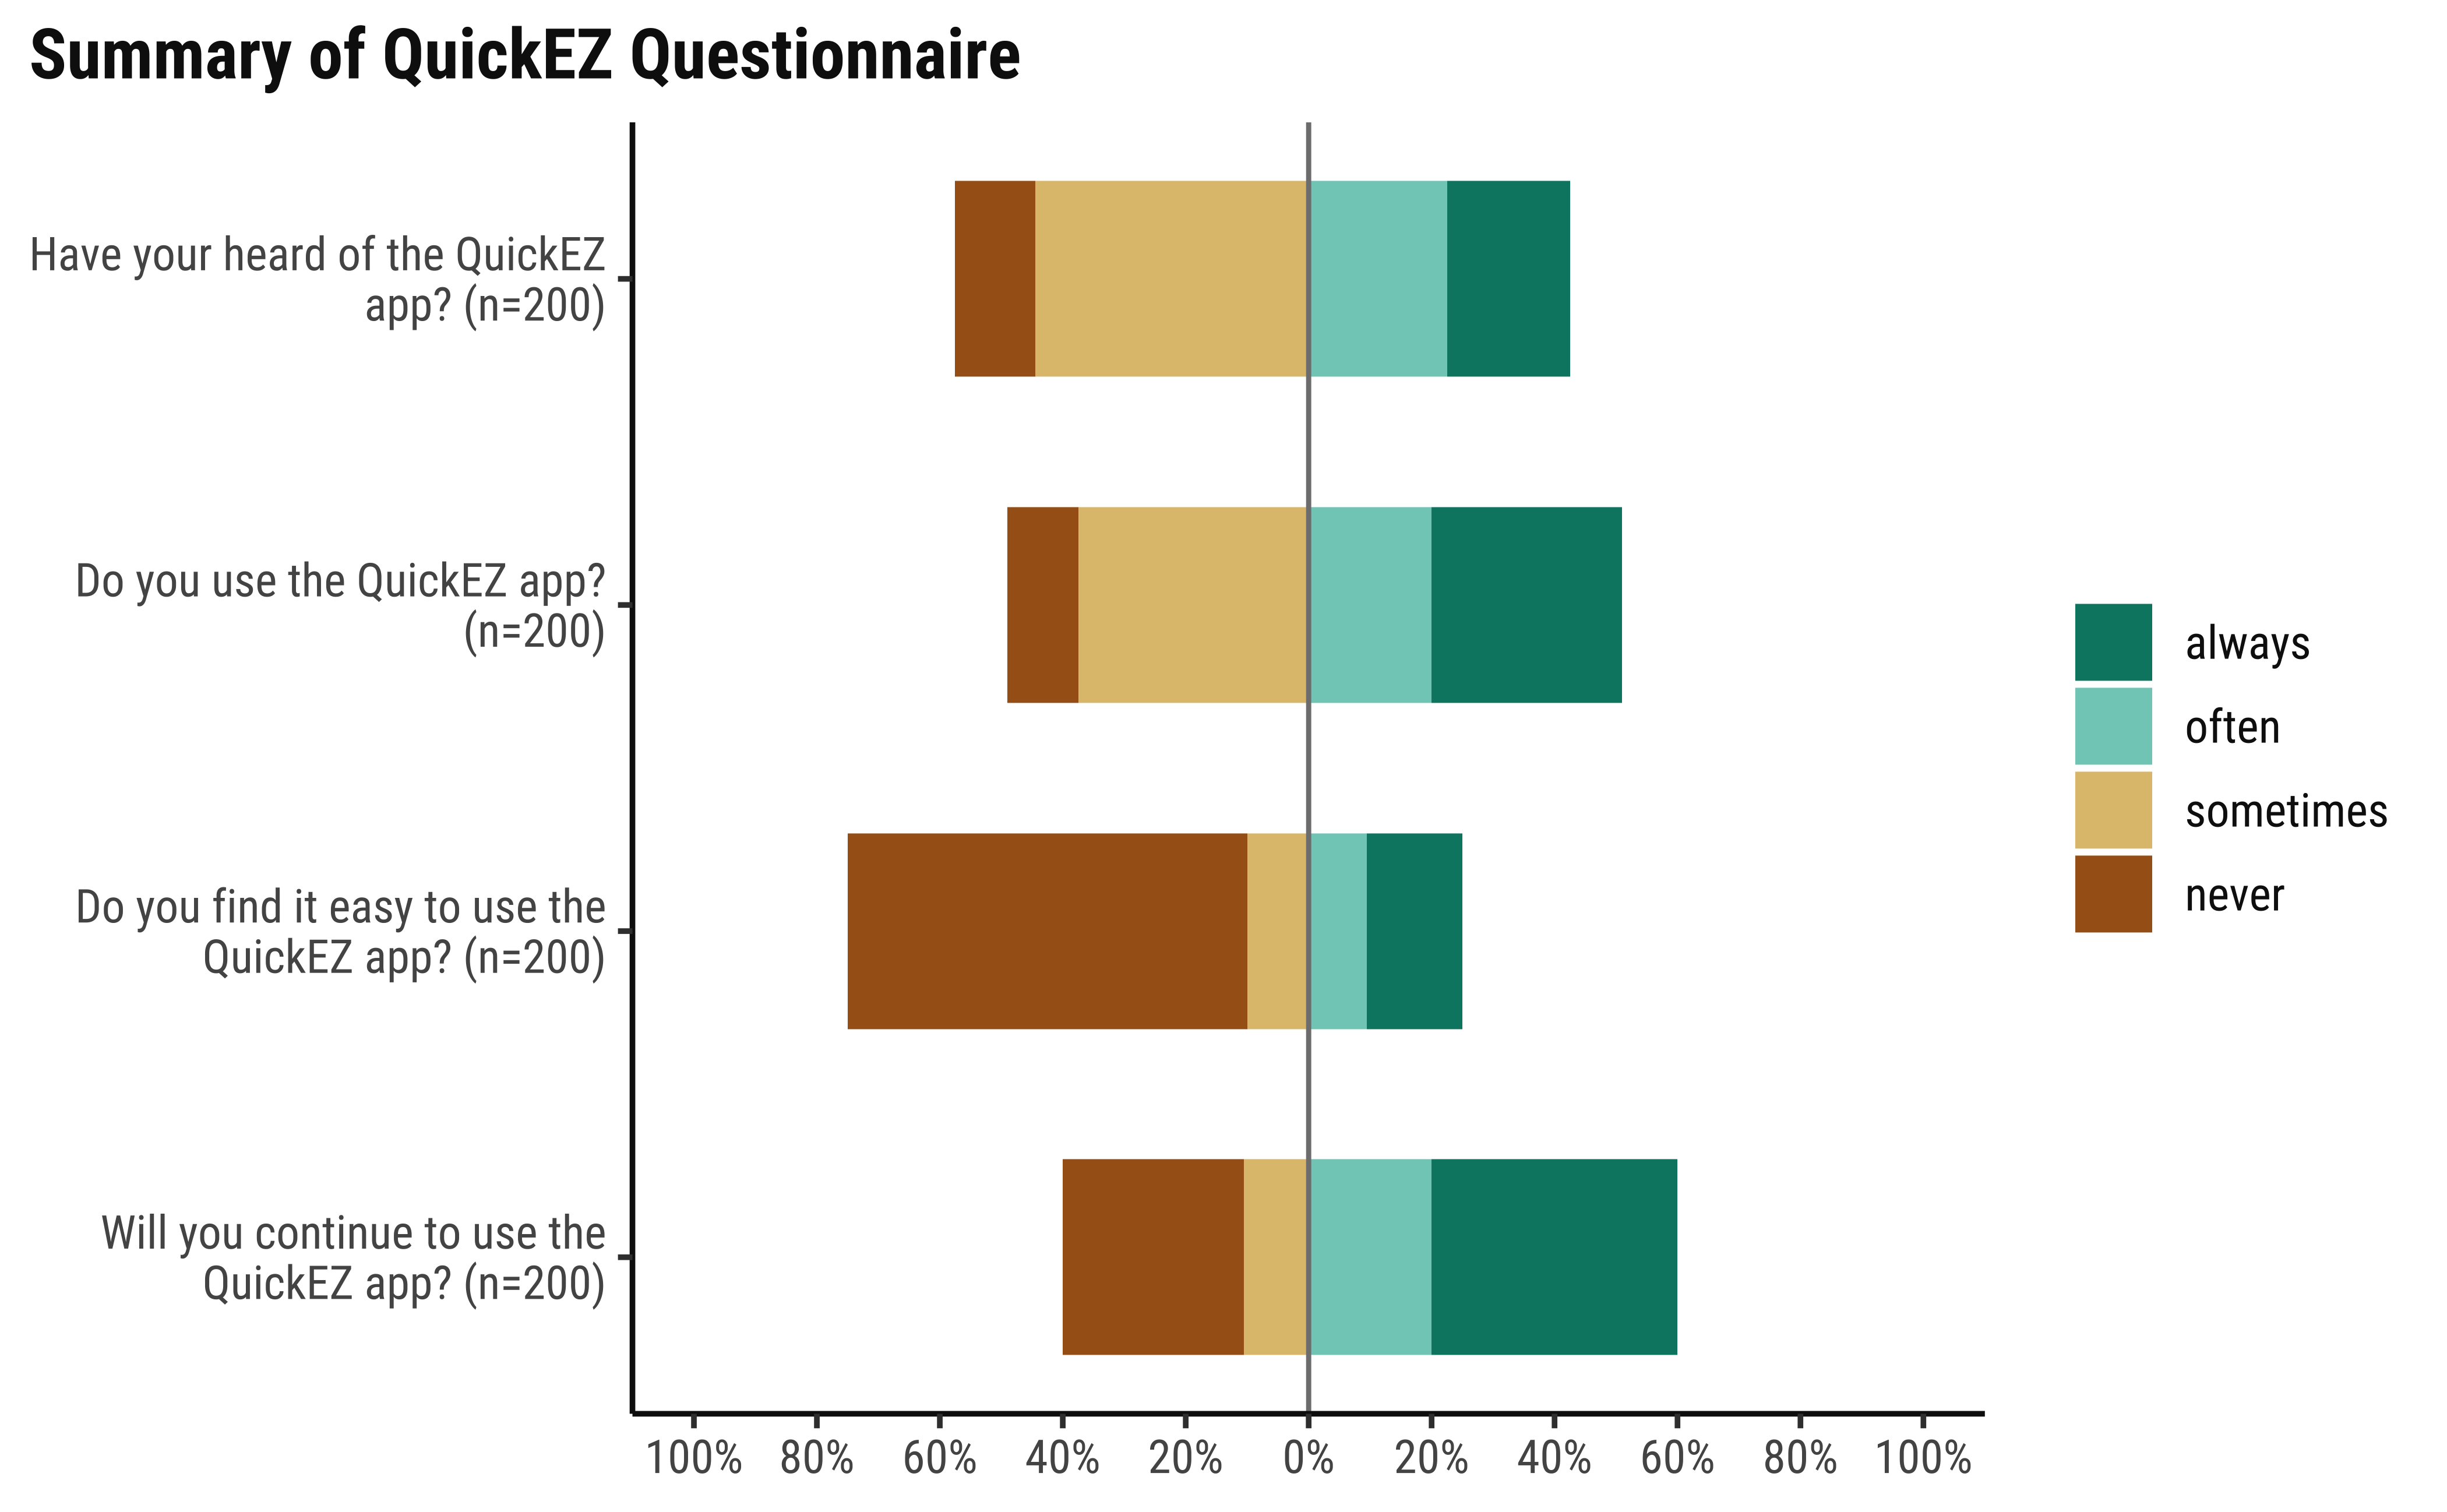 Summary of QuickEZ Questionnaire
Have your heard of the QuickEZ
app? (n=200)
Do you use the QuickEZ app?
(n=200)
Do you find it easy to use the
QuickEZ app? (n=200)
Will you continue to use the
QuickEZ app? (n=200)
100% 80% 60% 40% 20% 0% 20% 40% 60% 80% 100%
always
often
sometimes
never